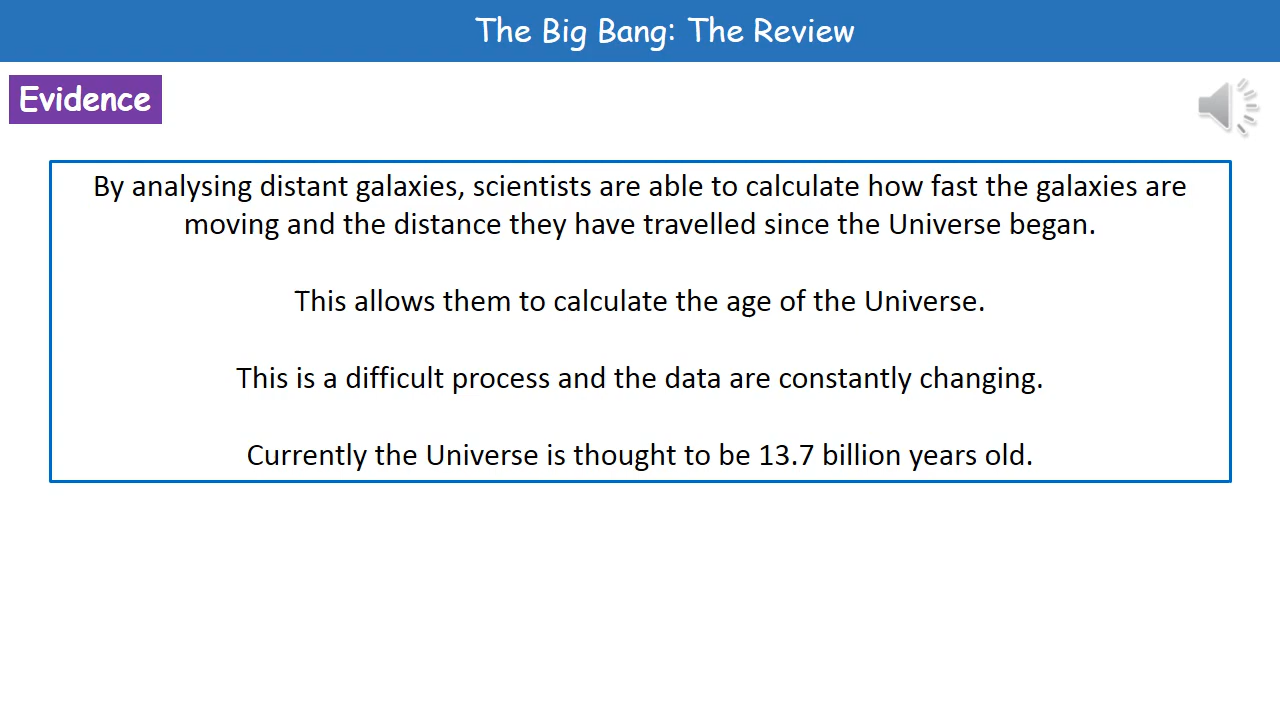 The Big Bang: The Review
Evidence
By analysing distant galaxies, scientists are able to calculate how fast the galaxies are
moving and the distance they have travelled since the Universe began.
This allows them to calculate the age of the Universe.
This is a difficult process and the data are constantly changing.
Currently the Universe is thought to be 13.7 billion years old.